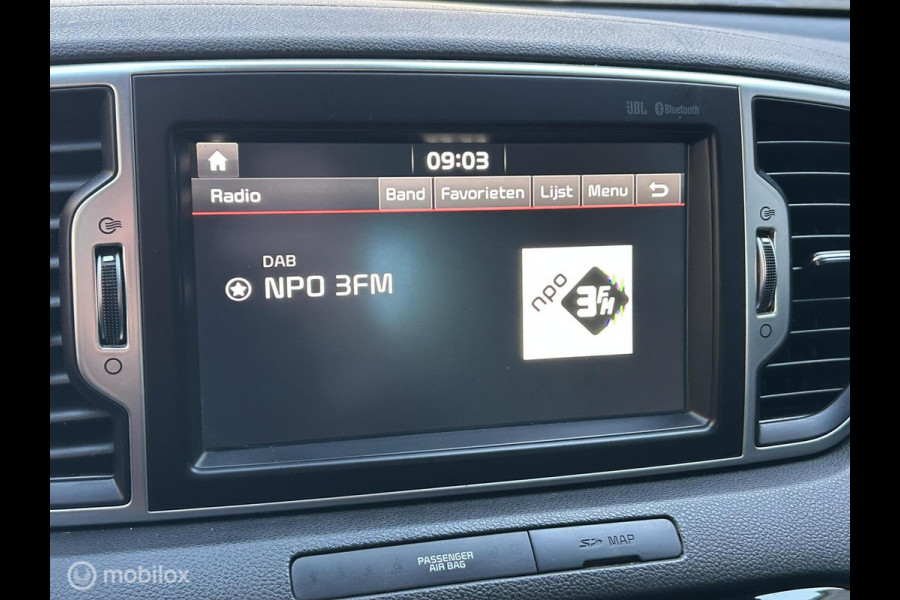 JBL Bluetooth
09:03
Radio Band Favorieten Lijst Menu
DAB
NPO 3FM
npo 3FM
PASSENGER
AIR BAG
SD MAP
mobilox